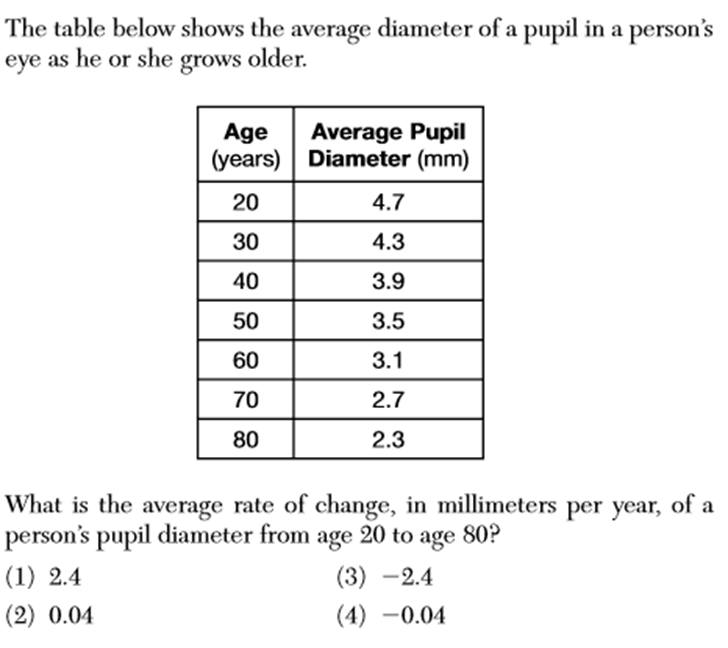 The table below shows the average diameter of a pupil in a person's
eye as he or she grows older.
Age (years) Average Pupil Diameter (mm)
20 4.7
30 4.3
40 3.9
50 3.5
60 3.1
70 2.7
80 2.3
What is the average rate of change, in millimeters per year, of a
person's pupil diameter from age 20 to age 80?
(1) 2.4 (3) −2.4
(2) 0.04 (4) −0.04